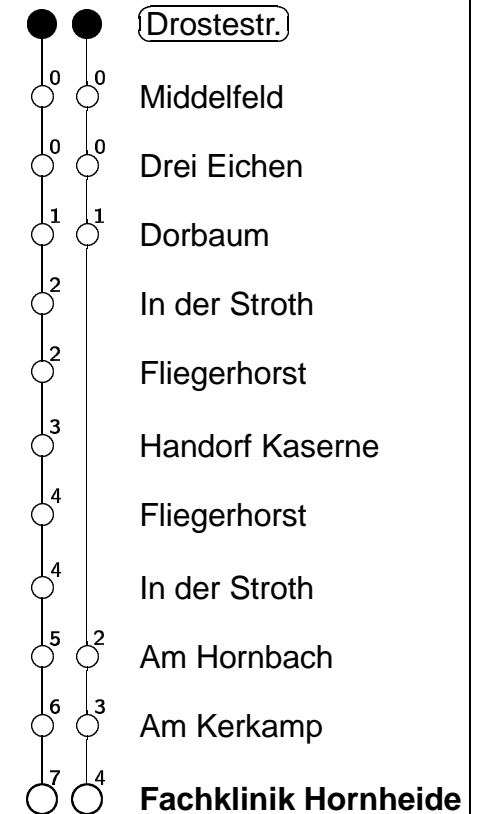 Drostestr.
0 0 Middelfeld
0 0 Drei Eichen
1 1 Dorbaum
2 In der Stroth
2 Fliegerhorst
3 Handorf Kaserne
4 Fliegerhorst
4 In der Stroth
5 2 Am Hornbach
6 3 Am Kerkamp
7 4 Fachklinik Hornheide